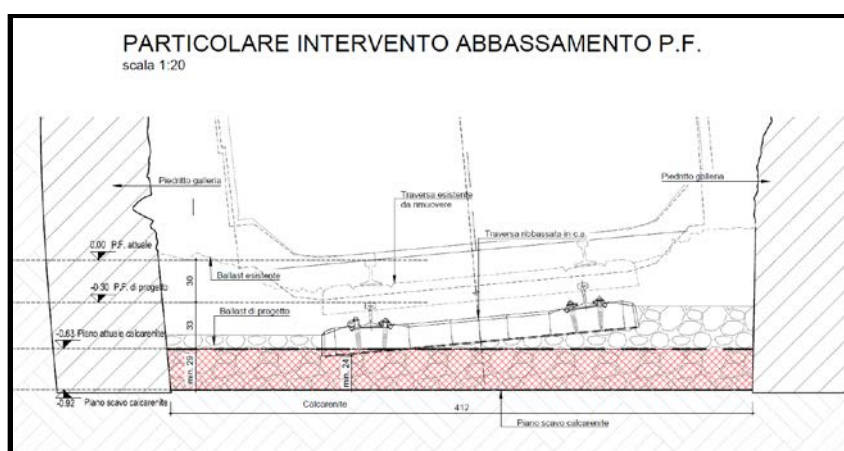 PARTICOLARE INTERVENTO ABBASSAMENTO P.F.
scala 1:20
Piedritto galleria
Piedritto galleria
Traversa esistente
da rimuovere
Traversa ribbassata in c.a.
0.00 P.F. attuale
Ballast esistente
30
-0.30 P.F. di progetto
Ballast di progetto
33
-0.63 Piano attuale calcarenite
min. 29
min. 24
-0.92 Piano scavo calcarenite
Calcarenite
412
Piano scavo calcarenite